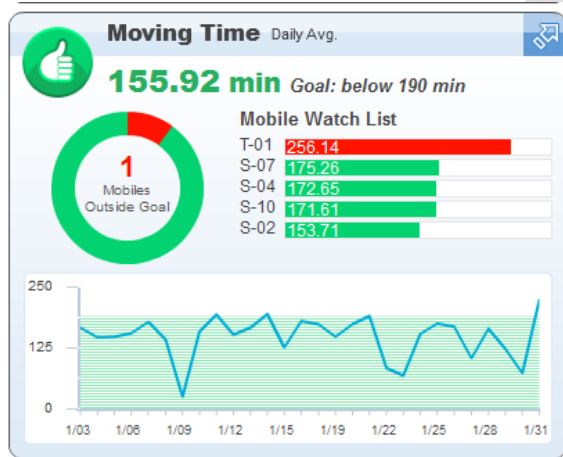 Moving Time Daily Avg.
155.92 min Goal: below 190 min
1
Mobiles
Outside Goal
Mobile Watch List
T-01 256.14
S-07 175.26
S-04 172.65
S-10 171.61
S-02 153.71
250
125
0
1/03 1/06 1/09 1/12 1/15 1/19 1/22 1/25 1/28 1/31